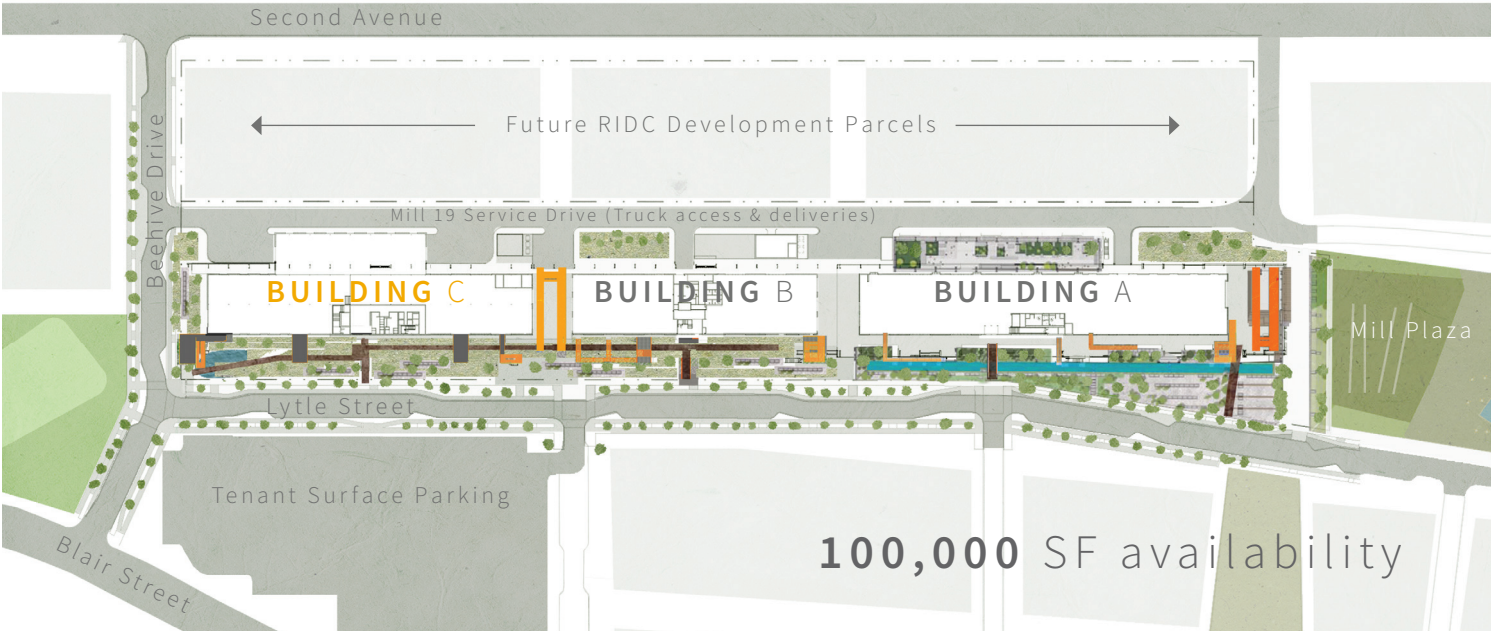 Second Avenue
Beehive Drive
Future RIDC Development Parcels
Mill 19 Service Drive (Truck access & deliveries)
BUILDING C
BUILDING B
BUILDING A
Mill Plaza
Lytle Street
Tenant Surface Parking
Blair Street
100,000 SF availability